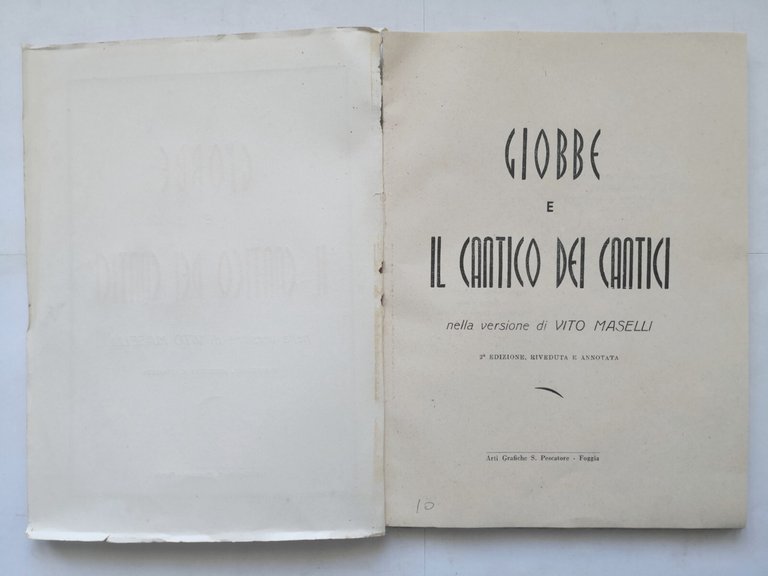 GIOBBE
E
IL CANTICO DEI CANTICI
nella versione di VITO MASELLI
2ª EDIZIONE, RIVEDUTA E ANNOTATA
Arti Grafiche S. Pescatore - Foggia
10